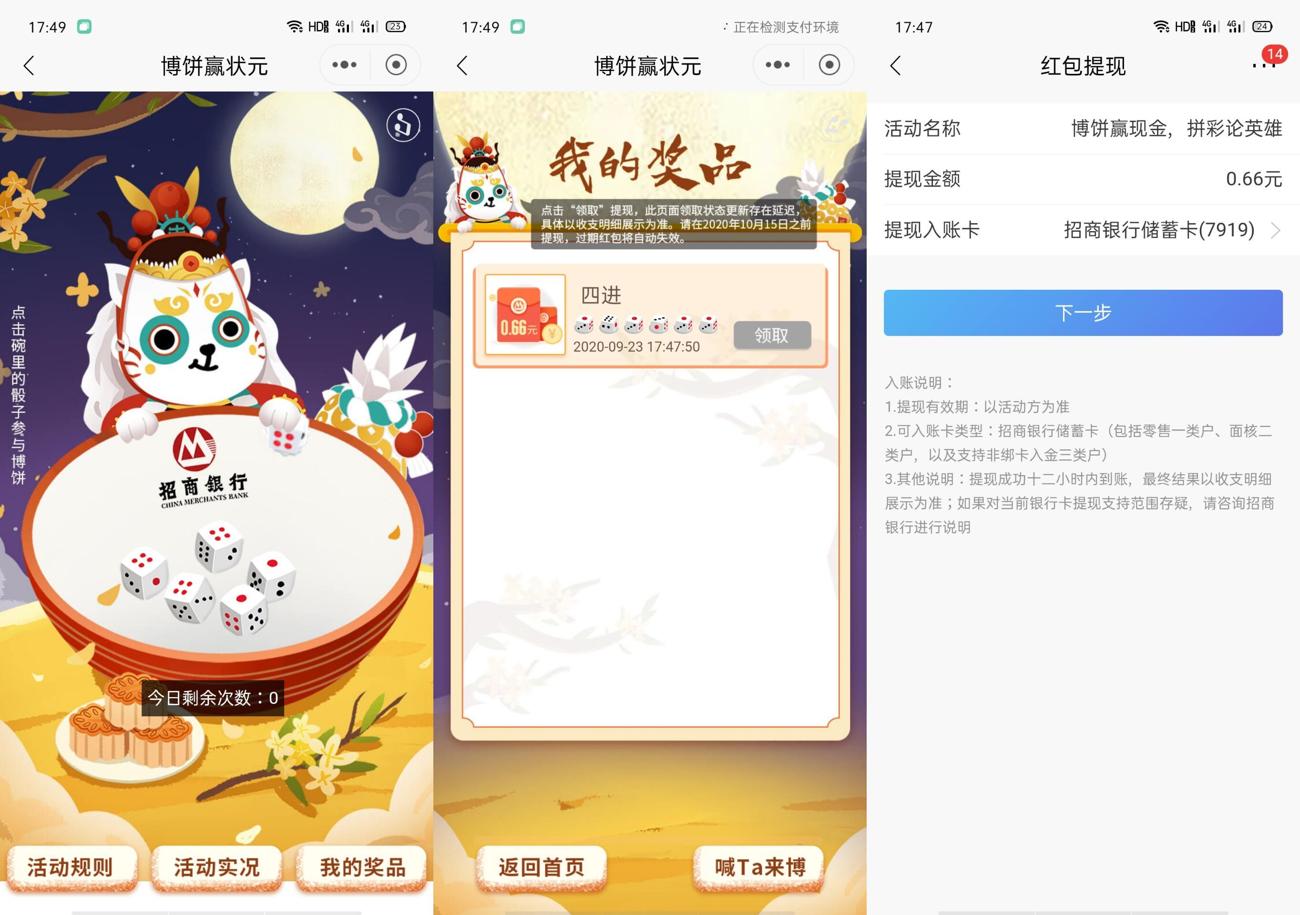 17:49
HD 4G 4G 23
博饼赢状元
点击碗里的骰子参与博饼
招商银行
CHINA MERCHANTS BANK
今日剩余次数：0
活动规则
活动实况
我的奖品
17:49
正在检测支付环境
博饼赢状元
我的奖品
点击“领取”提现，此页面领取状态更新存在延迟，
具体以收支明细展示为准。请在2020年10月15日之前
提现，过期红包将自动失效。
0.66元
四进
2020-09-23 17:47:50
领取
返回首页
喊Ta来博
17:47
HD 4G 4G 24
红包提现
14
活动名称
博饼赢现金，拼彩论英雄
提现金额
0.66元
提现入账卡
招商银行储蓄卡(7919)
下一步
入账说明：
1.提现有效期：以活动方为准
2.可入账卡类型：招商银行储蓄卡（包括零售一类户、面核二
类户，以及支持非绑卡入金三类户）
3.其他说明：提现成功十二小时内到账，最终结果以收支明细
展示为准；如果对当前银行卡提现支持范围存疑，请咨询招商
银行进行说明